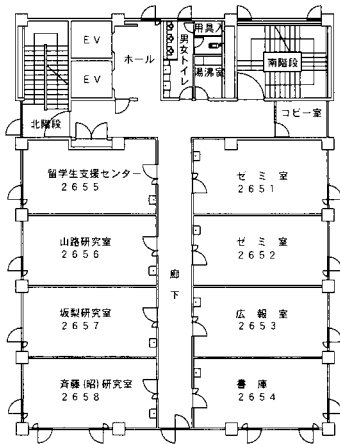 EV
EV
ホール
男女トイレ
用具入
湯沸室
南階段
コピー室
北階段
留学生支援センター
2655
ゼミ室
2651
山路研究室
2656
ゼミ室
2652
廊下
坂梨研究室
2657
広報室
2653
斉藤(昭)研究室
2658
書庫
2654